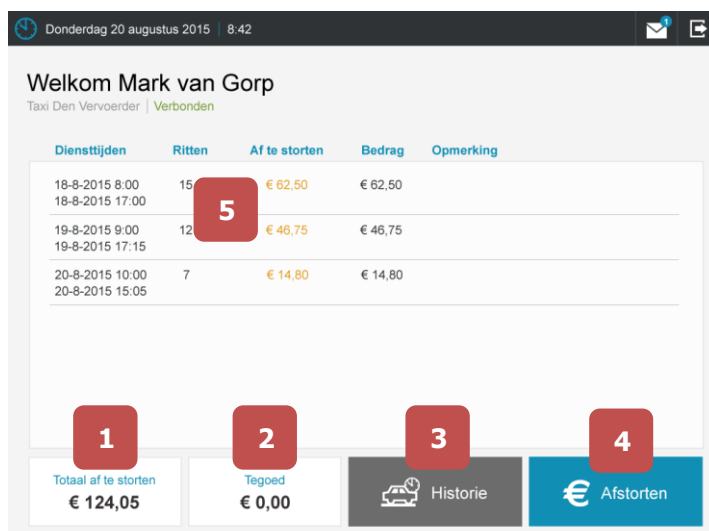 Donderdag 20 augustus 2015 | 8:42
1
Welkom Mark van Gorp
Taxi Den Vervoerder | Verbonden
Diensttijden Ritten Af te storten Bedrag Opmerking
18-8-2015 8:00 15 € 62,50 € 62,50
18-8-2015 17:00
5
19-8-2015 9:00 12 € 46,75 € 46,75
19-8-2015 17:15
20-8-2015 10:00 7 € 14,80 € 14,80
20-8-2015 15:05
1 2 3 4
Totaal af te storten
€ 124,05
Tegoed
€ 0,00
Historie
€ Afstorten